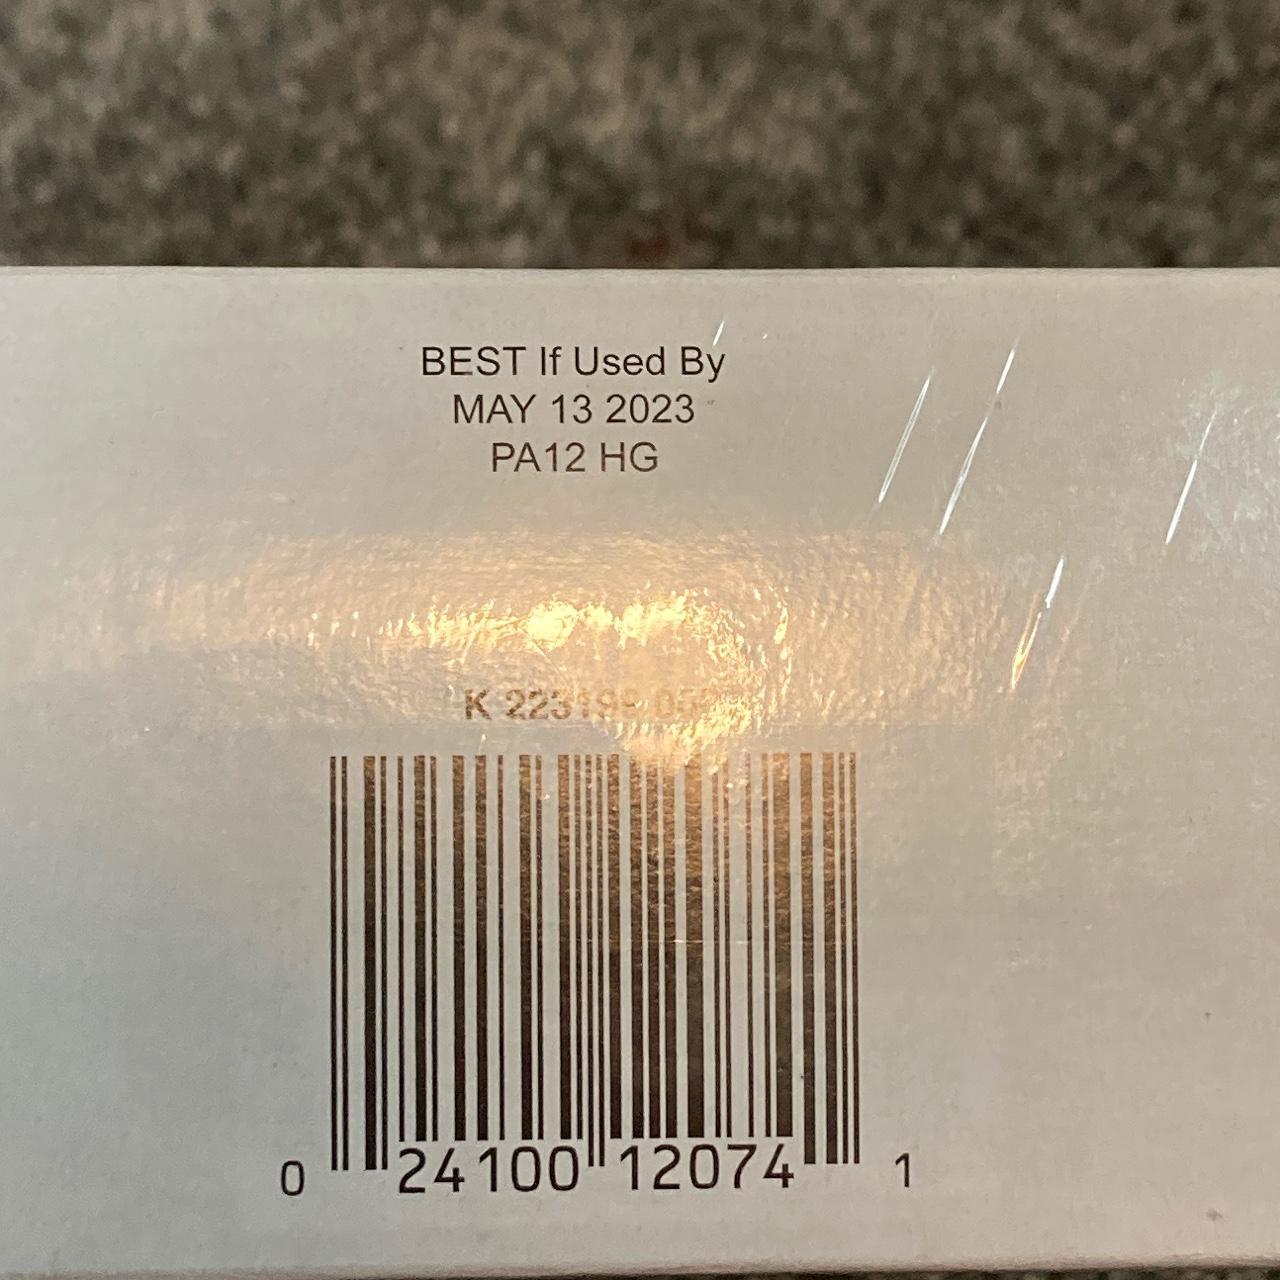 BEST If Used By
MAY 13 2023
PA12 HG
K
0 24100 12074 1